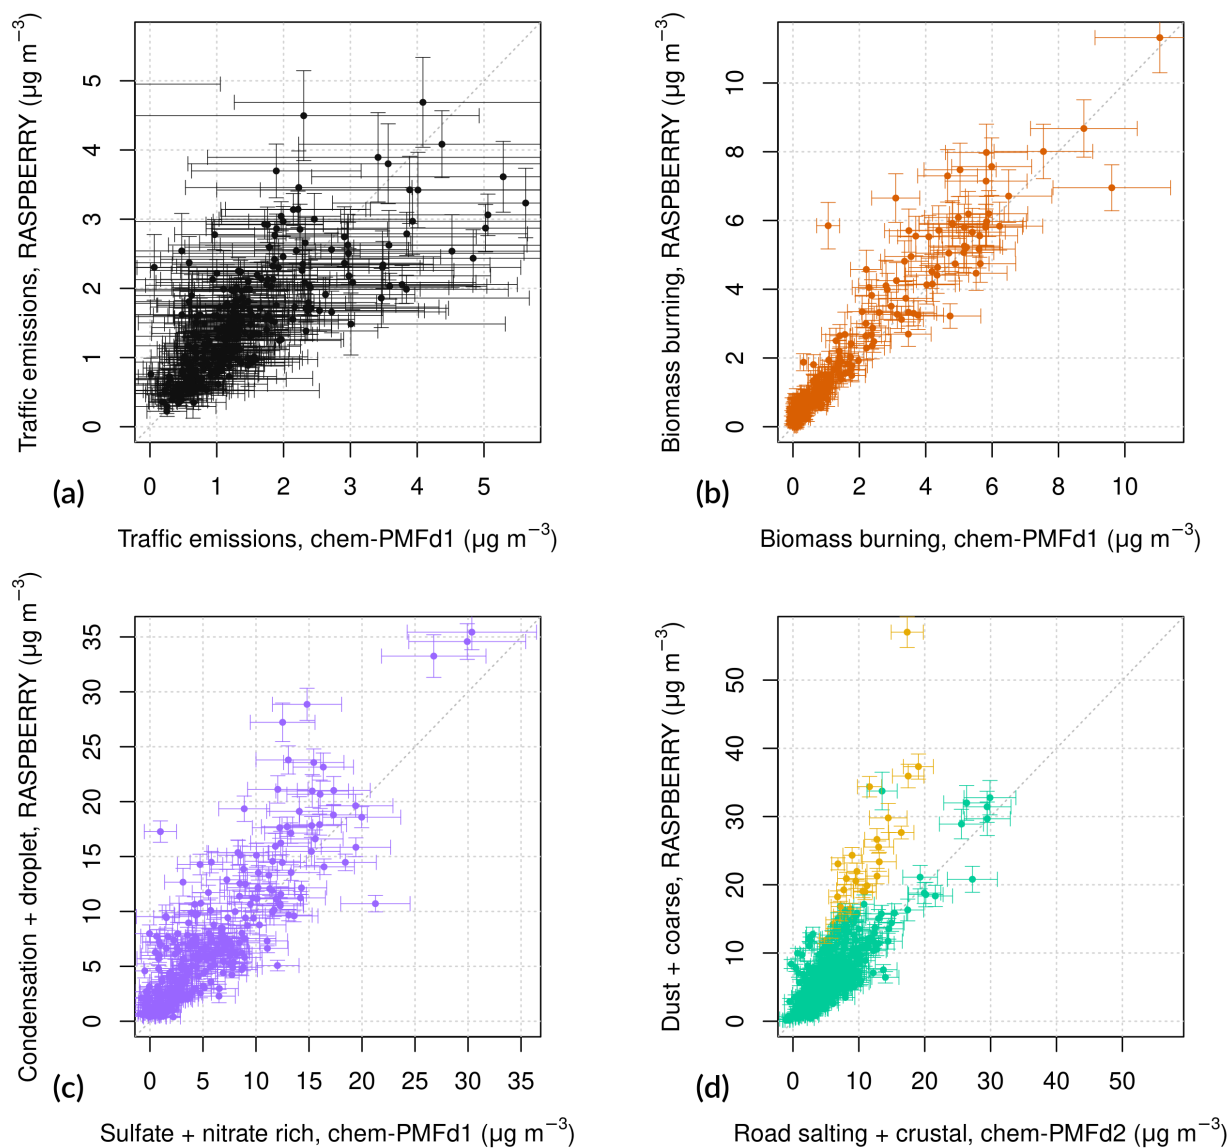 Traffic emissions, RASPBERRY (µg m−3)
0 1 2 3 4 5
0 1 2 3 4 5
(a)
Traffic emissions, chem-PMFd1 (µg m−3)
Biomass burning, RASPBERRY (µg m−3)
0 2 4 6 8 10
0 2 4 6 8 10
(b)
Biomass burning, chem-PMFd1 (µg m−3)
Condensation + droplet, RASPBERRY (µg m−3)
0 5 10 15 20 25 30 35
0 5 10 15 20 25 30 35
(c)
Sulfate + nitrate rich, chem-PMFd1 (µg m−3)
Dust + coarse, RASPBERRY (µg m−3)
0 10 20 30 40 50
0 10 20 30 40 50
(d)
Road salting + crustal, chem-PMFd2 (µg m−3)